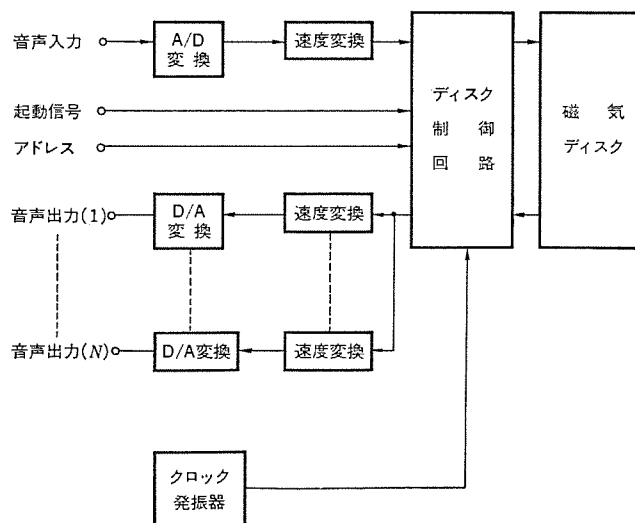 音声入力
A/D
変換
速度変換
起動信号
アドレス
ディスク
制御
回路
磁気
ディスク
音声出力(1)
D/A
変換
速度変換
音声出力(N)
D/A変換
速度変換
クロック
発振器